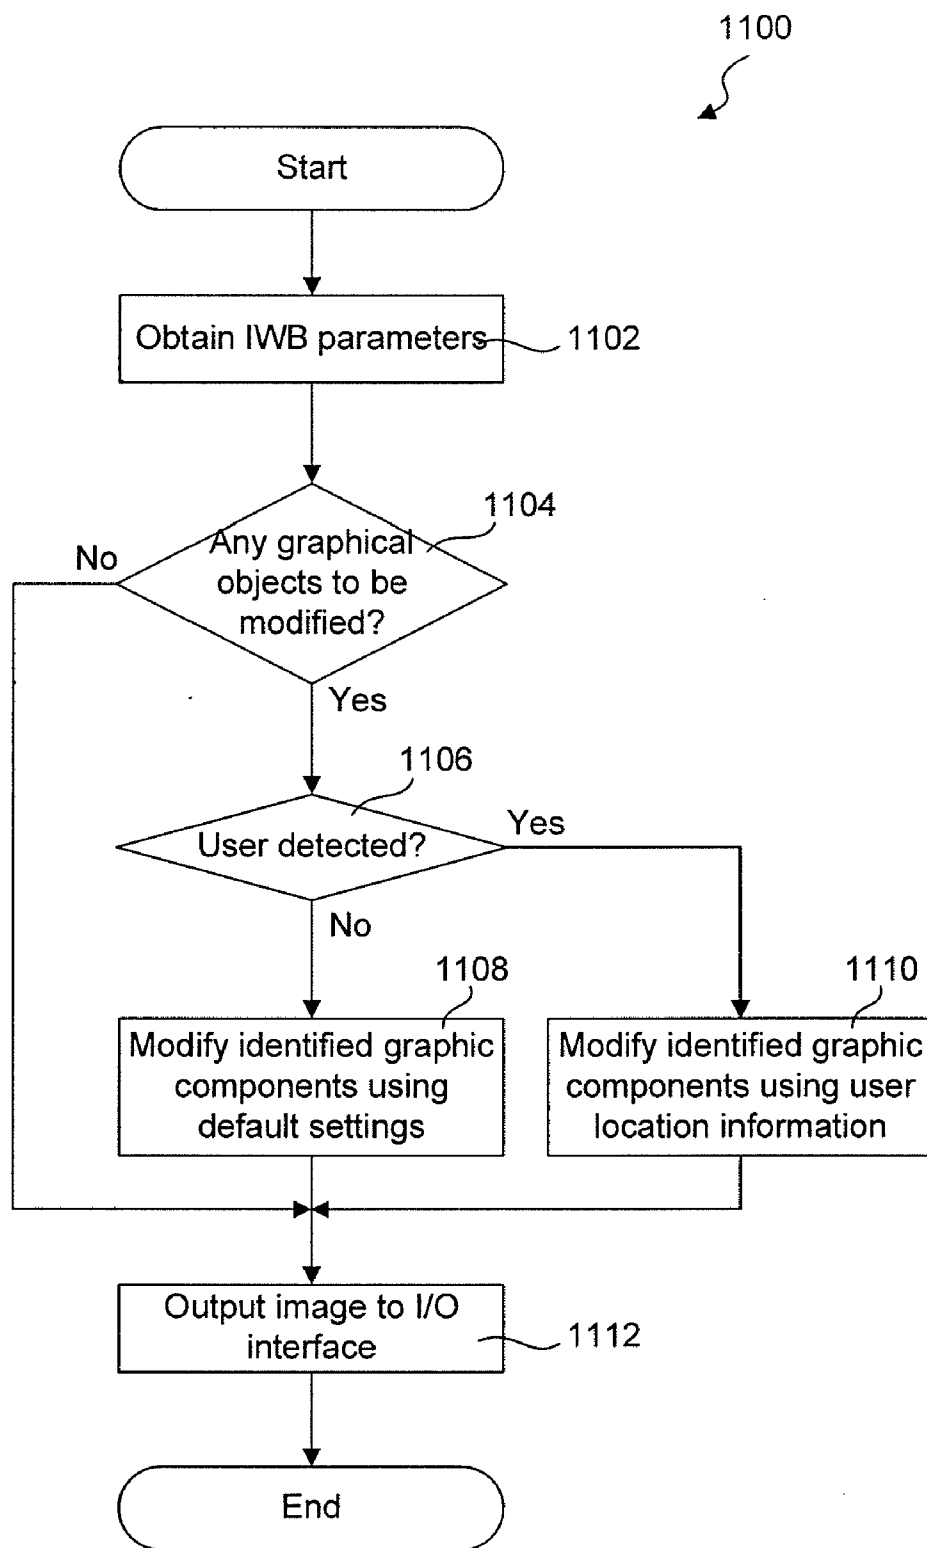 1100
Start
Obtain IWB parameters
1102
1104
No
Any graphical
objects to be
modified?
Yes
1106
User detected?
Yes
No
1108
1110
Modify identified graphic
components using
default settings
Modify identified graphic
components using user
location information
Output image to I/O
interface
1112
End